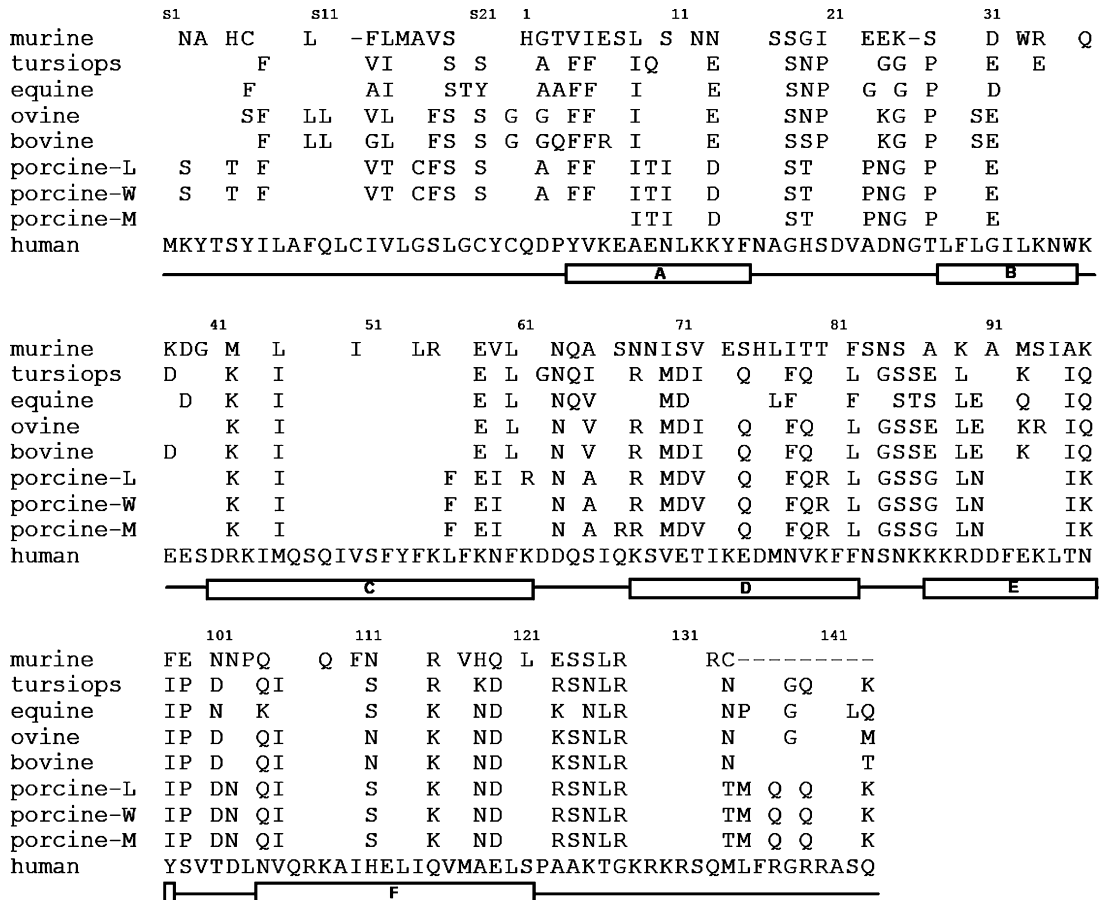 S1 S11 S21 1 11 21 31
murine NA HC L -FLMAVS HGTVIESL S NN SSGI EEK-S D WR Q
tursiops F VI S S A FF IQ E SNP GG P E E
equine F AI STY AAFF I E SNP G G P D
ovine SF LL VL FS S G G FF I E SNP KG P SE
bovine F LL GL FS S G GQFFR I E SSP KG P SE
porcine-L S T F VT CFS S A FF ITI D ST PNG P E
porcine-W S T F VT CFS S A FF ITI D ST PNG P E
porcine-M ITI D ST PNG P E
human MKYTSYILAFQLCIVLGSLGCYCQDPYVKEAENLKKYFNAGHSDVADNGTLFLGILKNWK
A B
41 51 61 71 81 91
murine KDG M L I LR EVL NQA SNNISV ESHLITT FSNS A K A MSIAK
tursiops D K I E L GNQI R MDI Q FQ L GSSE L K IQ
equine D K I E L NQV MD LF F STS LE Q IQ
ovine K I E L N V R MDI Q FQ L GSSE LE KR IQ
bovine D K I E L N V R MDI Q FQ L GSSE LE K IQ
porcine-L K I F EI R N A R MDV Q FQR L GSSG LN IK
porcine-W K I F EI N A R MDV Q FQR L GSSG LN IK
porcine-M K I F EI N A RR MDV Q FQR L GSSG LN IK
human EESDRKIMQSQIVSFYFKLFKNFKDDQSIQKSVETIKEDMNVKFFNSNKKKRDDFEKLTN
C D E
101 111 121 131 141
murine FE NNPQ Q FN R VHQ L ESSLR RC---------
tursiops IP D QI S R KD RSNLR N GQ K
equine IP N K S K ND K NLR NP G LQ
ovine IP D QI N K ND KSNLR N G M
bovine IP D QI N K ND KSNLR N T
porcine-L IP DN QI S K ND RSNLR TM Q Q K
porcine-W IP DN QI S K ND RSNLR TM Q Q K
porcine-M IP DN QI S K ND RSNLR TM Q Q K
human YSVTDLNVQRKAIHELIQVMAELSPAAKTGKRKRSQMLFRGRRASQ
F